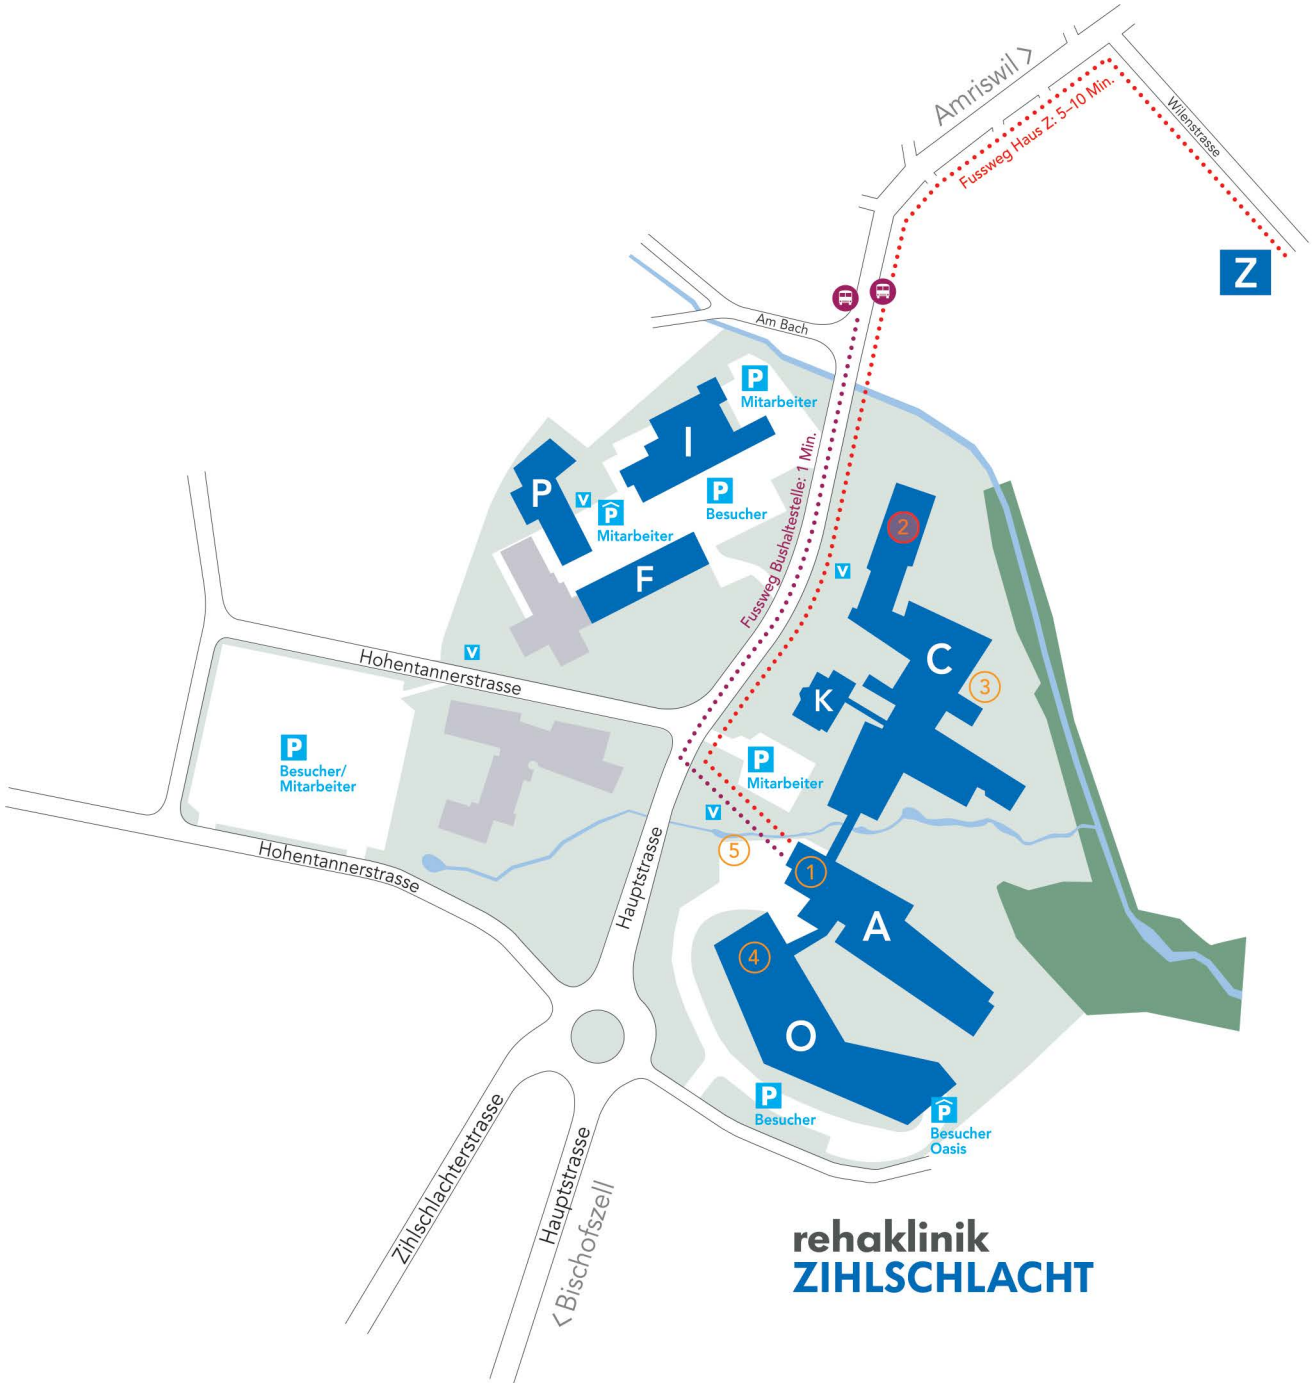 Amriswil >
Fussweg Haus Z: 5–10 Min.
Wilenstrasse
Z
Am Bach
P
Mitarbeiter
I
P
V
P
Mitarbeiter
P
Besucher
F
Fussweg Bushaltestelle: 1 Min.
2
V
C
3
K
V
Hohentannerstrasse
P
Besucher/
Mitarbeiter
P
Mitarbeiter
V
5
1
Hohentannerstrasse
Hauptstrasse
A
4
O
P
Besucher
P
Besucher
Oasis
Zihlschlachterstrasse
Hauptstrasse
< Bischofszell
rehaklinik
ZIHLSCHLACHT